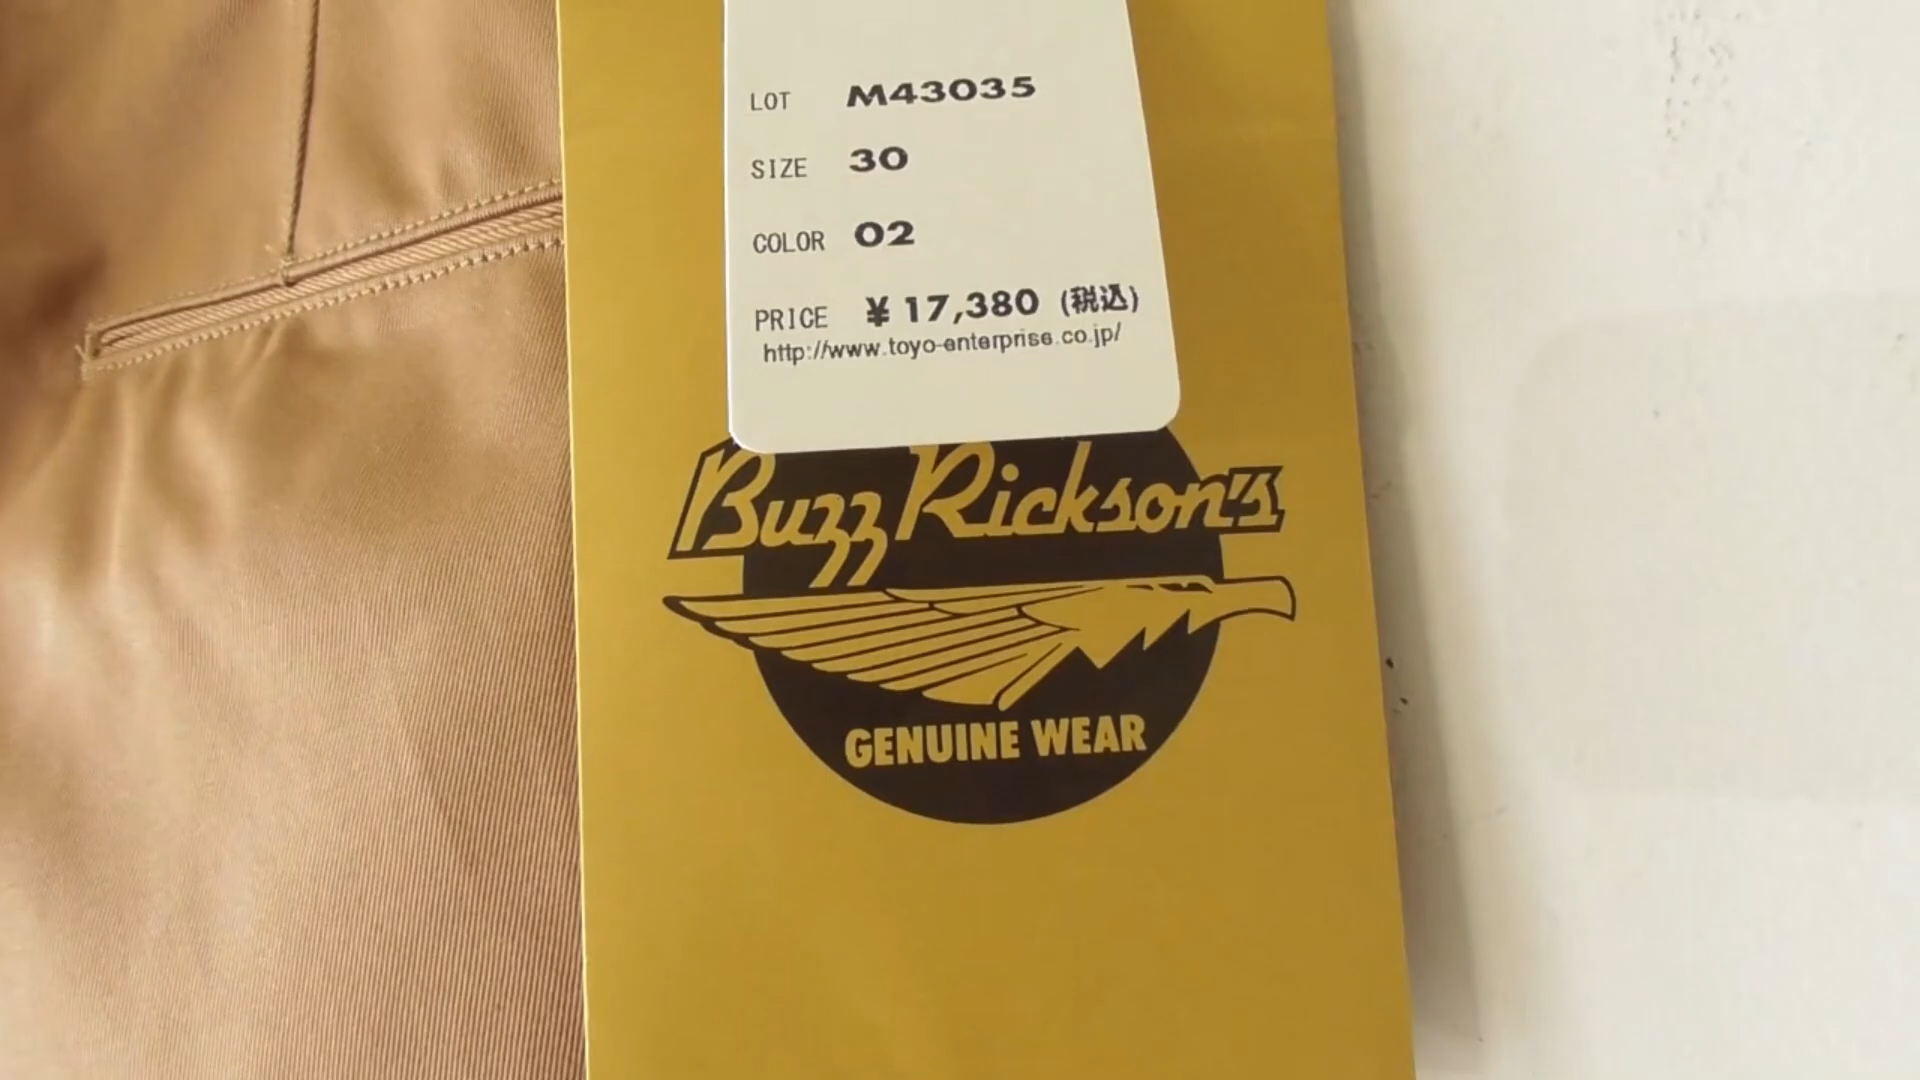 LOT M43035
SIZE 30
COLOR 02
PRICE ¥17,380 (税込)
http://www.toyo-enterprise.co.jp/
Buzz Rickson's
GENUINE WEAR